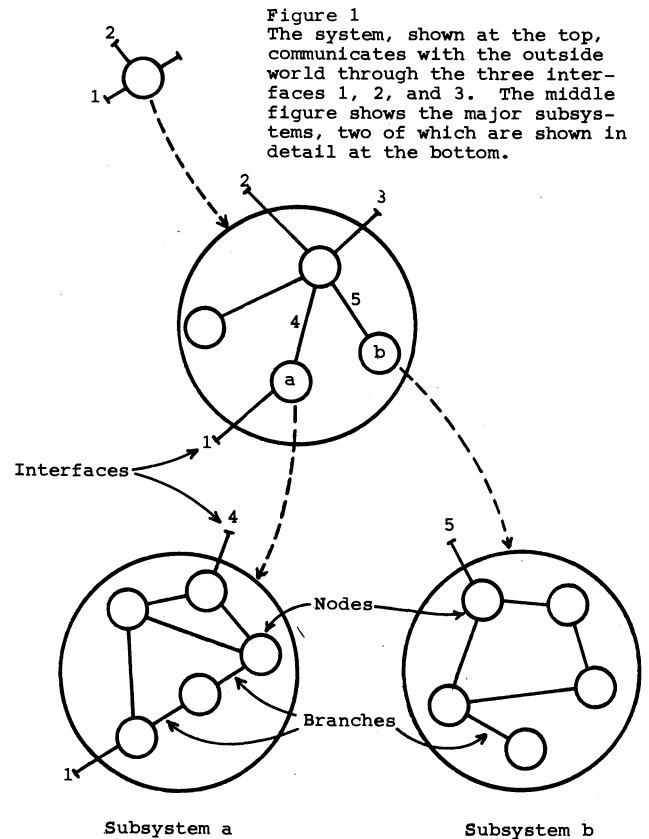 Figure 1
The system, shown at the top,
communicates with the outside
world through the three inter-
faces 1, 2, and 3. The middle
figure shows the major subsys-
tems, two of which are shown in
detail at the bottom.
2
1
2
3
5
4
b
a
1
Interfaces
4
5
Nodes
Branches
1
Subsystem a
Subsystem b